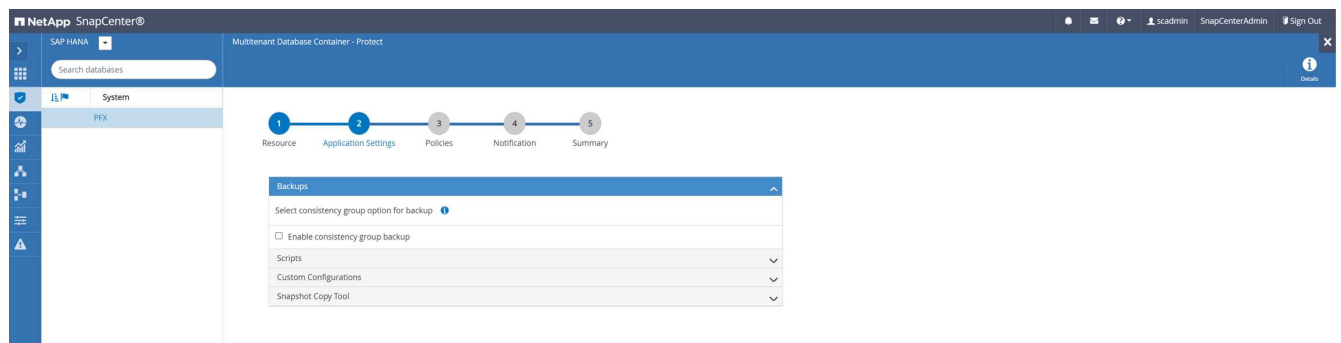 NetApp SnapCenter®
scadmin SnapCenterAdmin Sign Out
SAP HANA
Multitenant Database Container - Protect
Search databases
Details
System
PFX
1 2 3 4 5
Resource Application Settings Policies Notification Summary
Backups
Select consistency group option for backup
Enable consistency group backup
Scripts
Custom Configurations
Snapshot Copy Tool